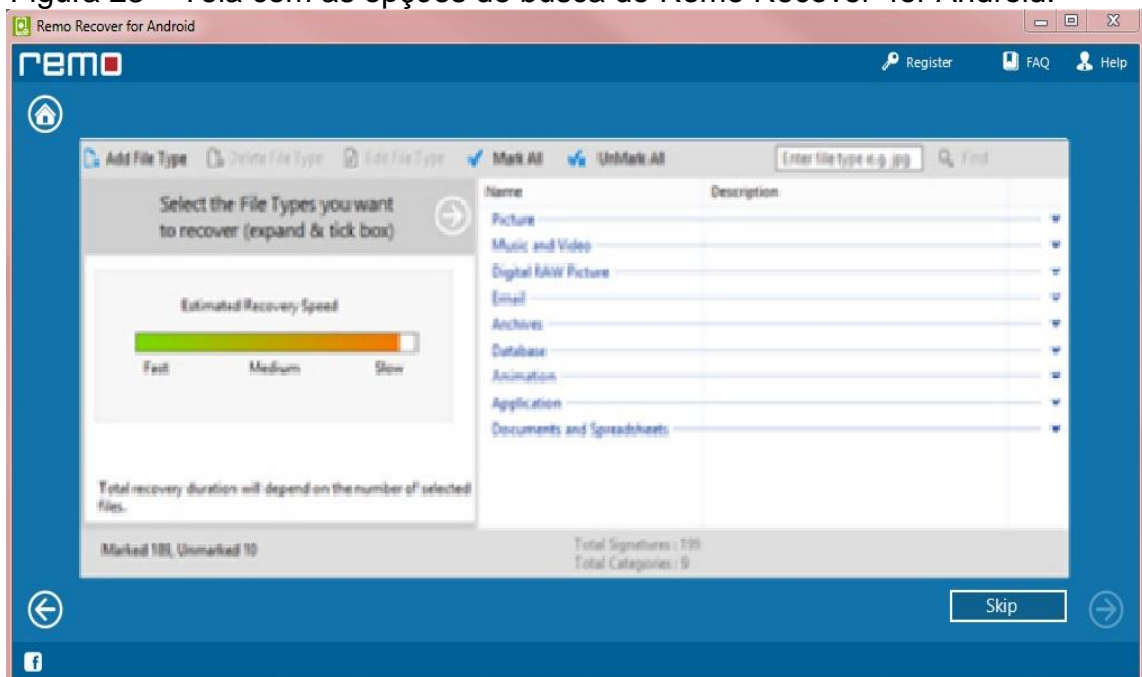 Figura 28 – Tela com as opções de busca do Remo Recover for Android.
Remo Recover for Android
remo
Register
FAQ
Help
Add File Type
Delete File Type
Edit File Type
Mark All
UnMark All
Enter file type e.g. jpg
Find
Select the File Types you want
to recover (expand & tick box)
Name
Description
Picture
Music and Video
Digital RAW Picture
Email
Archives
Database
Animation
Application
Documents and Spreadsheets
Estimated Recovery Speed
Fast Medium Slow
Total recovery duration will depend on the number of selected
files.
Marked 189, Unmarked 10
Total Signatures : 199
Total Categories : 9
Skip
f